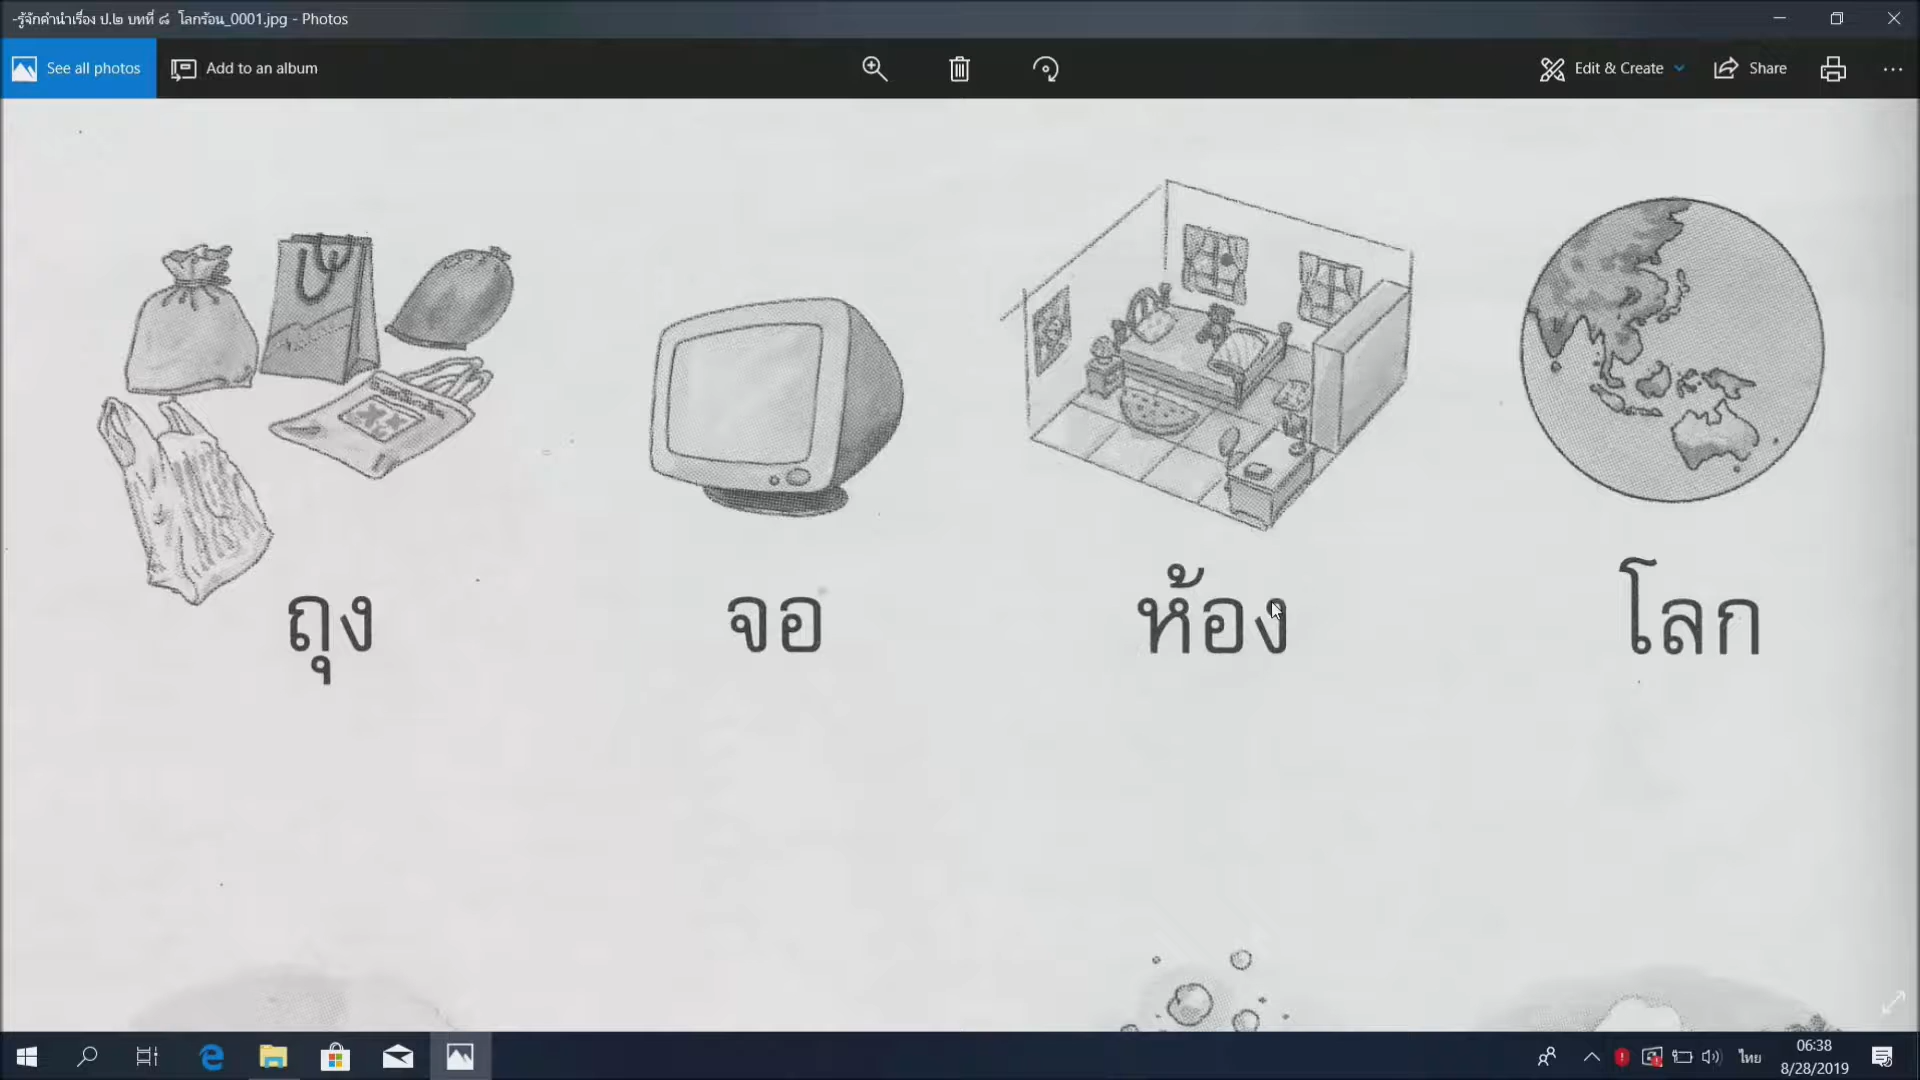 -รู้จักคำนำเรื่อง ป.๒ บทที่ ๘ โลกร้อน_0001.jpg - Photos
See all photos
Add to an album
Edit & Create
Share
ถุง
จอ
ห้อง
โลก
ไทย
06:38
8/28/2019